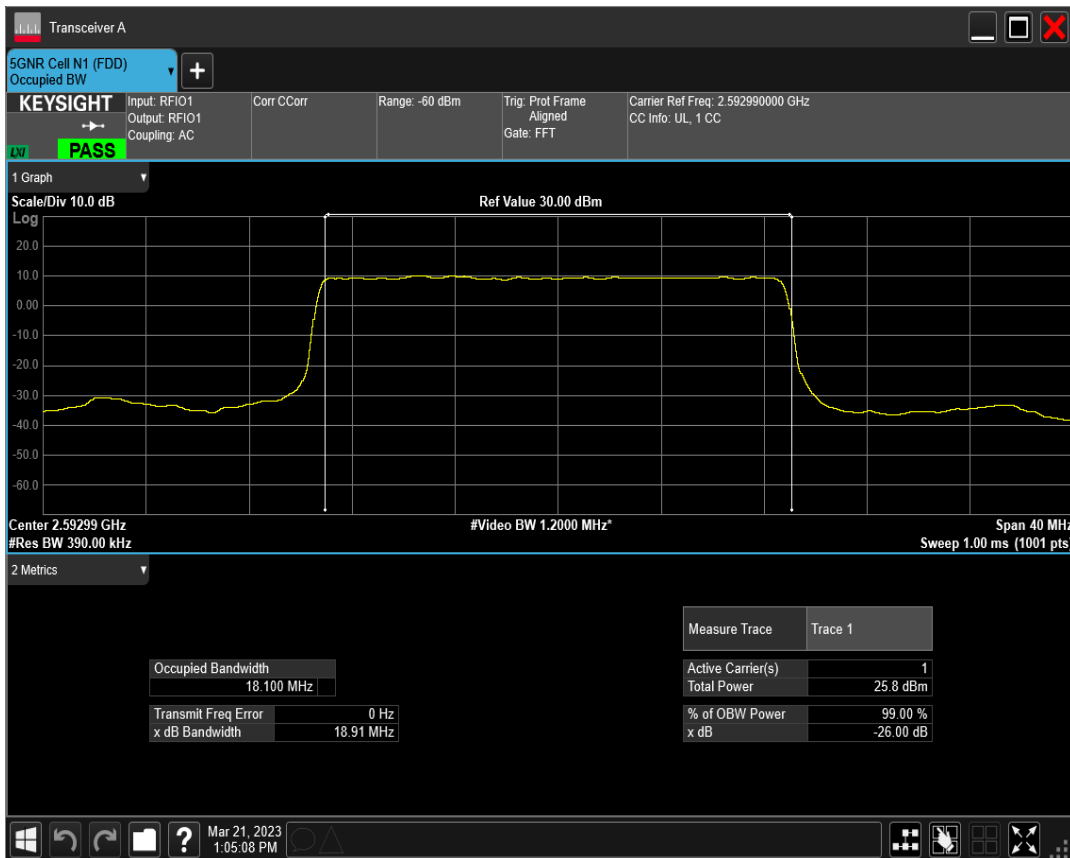 Transceiver A
5GNR Cell N1 (FDD)
Occupied BW
+
KEYSIGHT
LXI
PASS
Input: RFIO1
Output: RFIO1
Coupling: AC
Corr CCorr
Range: -60 dBm
Trig: Prot Frame
Aligned
Gate: FFT
Carrier Ref Freq: 2.592990000 GHz
CC Info: UL, 1 CC
1 Graph
Scale/Div 10.0 dB
Ref Value 30.00 dBm
Log
20.0
10.0
0.00
-10.0
-20.0
-30.0
-40.0
-50.0
-60.0
Center 2.59299 GHz
#Video BW 1.2000 MHz*
Span 40 MHz
#Res BW 390.00 kHz
Sweep 1.00 ms (1001 pts)
2 Metrics
Measure Trace Trace 1
Occupied Bandwidth
18.100 MHz
Transmit Freq Error 0 Hz
x dB Bandwidth 18.91 MHz
Active Carrier(s) 1
Total Power 25.8 dBm
% of OBW Power 99.00 %
x dB -26.00 dB
?
Mar 21, 2023
1:05:08 PM